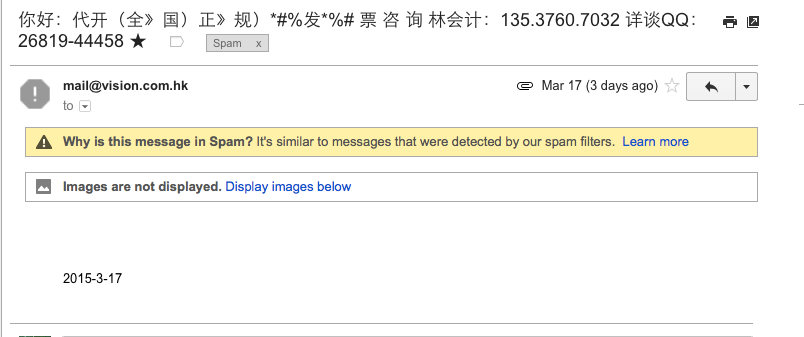 你好：代开（全》国）正》规）*#%发*%# 票 咨 询 林会计：135.3760.7032 详谈QQ：
26819-44458 ★ Spam x
mail@vision.com.hk Mar 17 (3 days ago)
to
Why is this message in Spam? It's similar to messages that were detected by our spam filters. Learn more
Images are not displayed. Display images below
2015-3-17